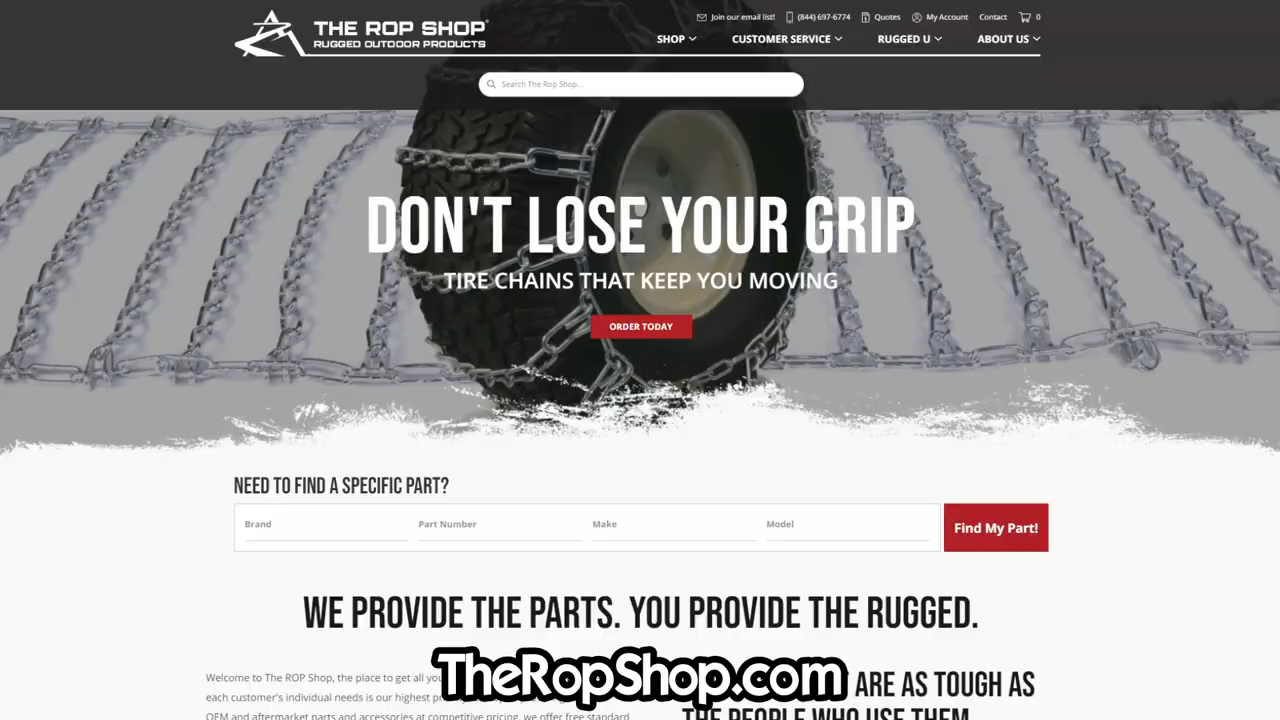 THE ROP SHOP
RUGGED OUTDOOR PRODUCTS
Join our email list!
(844) 697-6774
Quotes
My Account
Contact
0
SHOP
CUSTOMER SERVICE
RUGGED U
ABOUT US
Search The Rop Shop...
DON'T LOSE YOUR GRIP
TIRE CHAINS THAT KEEP YOU MOVING
ORDER TODAY
NEED TO FIND A SPECIFIC PART?
Brand
Part Number
Make
Model
Find My Part!
WE PROVIDE THE PARTS. YOU PROVIDE THE RUGGED.
Welcome to The ROP Shop, the place to get all
each customer's individual needs is our highest
OEM and aftermarket parts and accessories at competitive pricing, we offer free standard
ARE AS TOUGH AS
THE PEOPLE WHO USE THEM
TheRopShop.com